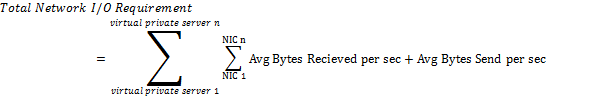 Total Network I/O Requirement
virtual private server n
NIC n
= ∑ ∑ Avg Bytes Recieved per sec + Avg Bytes Send per sec
NIC 1
virtual private server 1